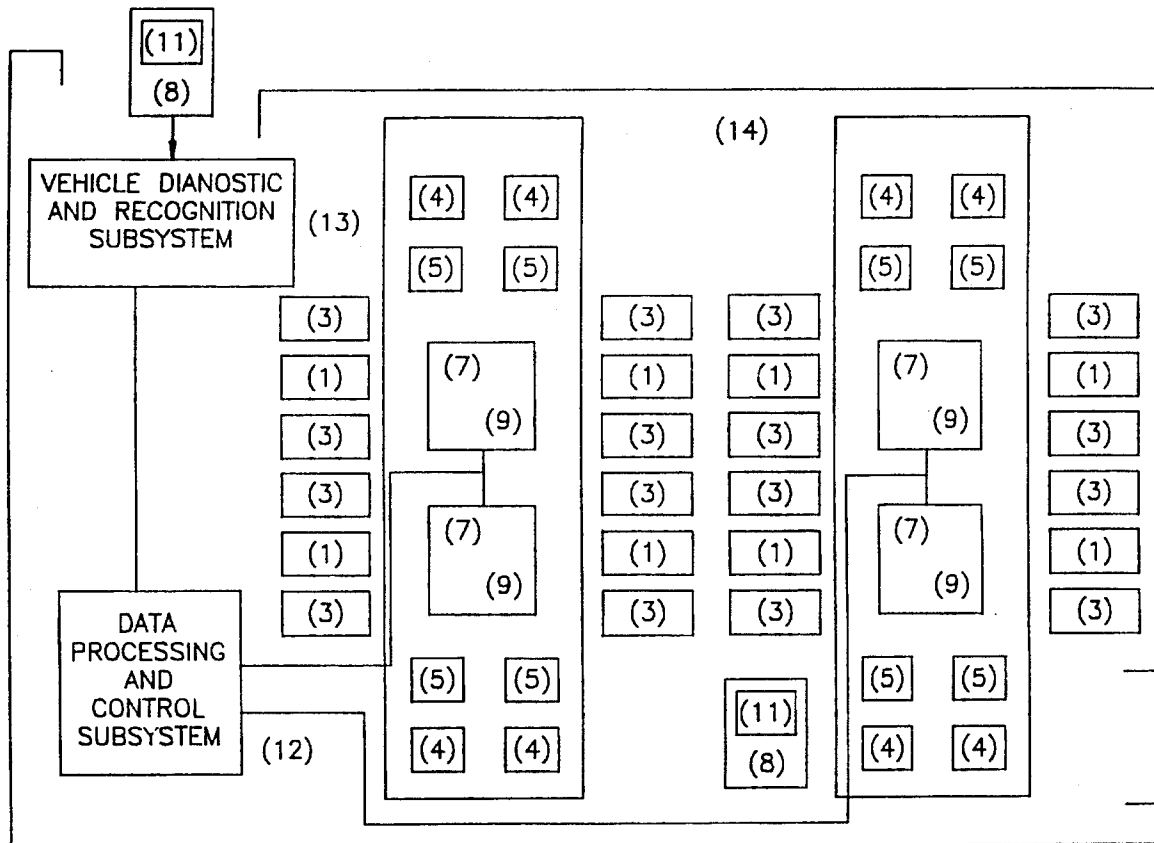 (11)
(8)
(14)
VEHICLE DIANOSTIC
AND RECOGNITION
SUBSYSTEM
(13)
(4) (4) (4) (4)
(5) (5) (5) (5)
(3) (3) (3) (3)
(7) (7)
(1) (1) (1) (1)
(9) (9)
(3) (3) (3) (3)
(3) (3) (3) (3)
(7) (7)
(1) (1) (1) (1)
(9) (9)
(3) (3) (3) (3)
DATA
PROCESSING
AND
CONTROL
SUBSYSTEM
(12)
(5) (5) (5) (5)
(11)
(4) (4) (4) (4)
(8)